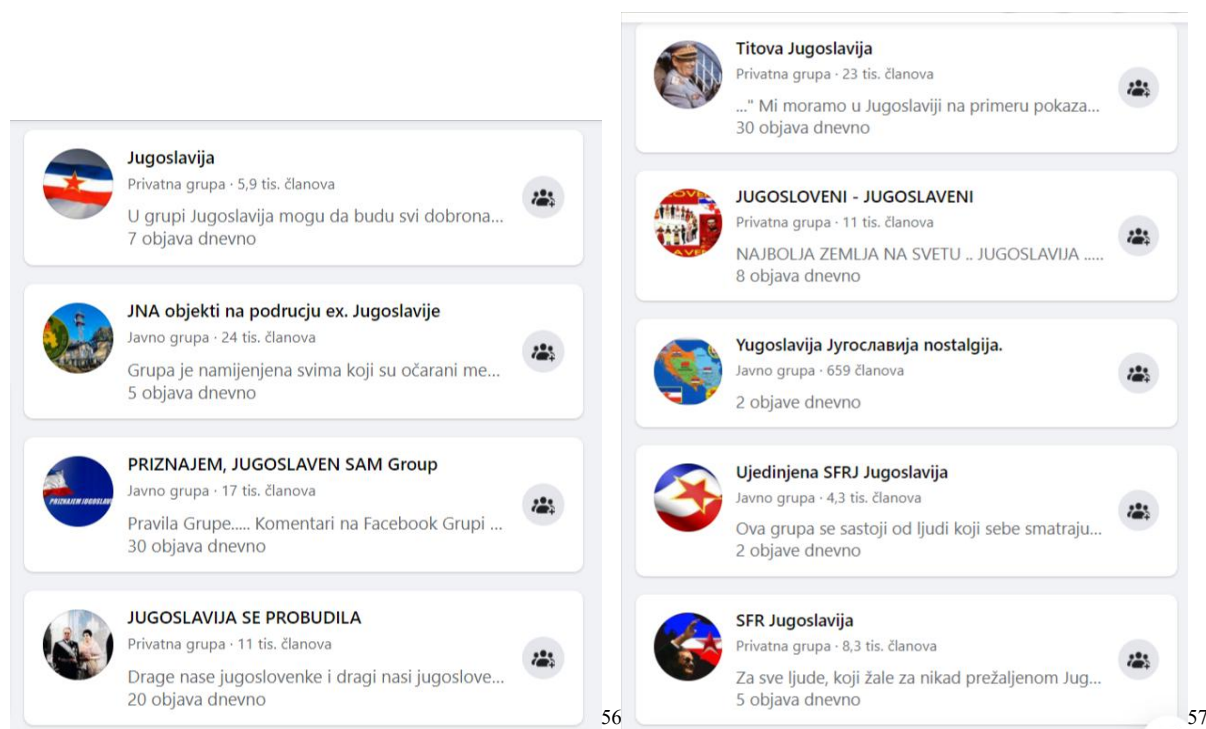 Jugoslavija
Privatna grupa · 5,9 tis. članova
U grupi Jugoslavija mogu da budu svi dobrona...
7 objava dnevno
JNA objekti na podrucju ex. Jugoslavije
Javno grupa · 24 tis. članova
Grupa je namijenjena svima koji su očarani me...
5 objava dnevno
PRIZNAJEM JUGOSLAV
PRIZNAJEM, JUGOSLAVEN SAM Group
Javno grupa · 17 tis. članova
Pravila Grupe..... Komentari na Facebook Grupi ...
30 objava dnevno
JUGOSLAVIJA SE PROBUDILA
Privatna grupa · 11 tis. članova
Drage nase jugoslovenke i dragi nasi jugoslove...
20 objava dnevno
56
Titova Jugoslavija
Privatna grupa · 23 tis. članova
..." Mi moramo u Jugoslaviji na primeru pokaza...
30 objava dnevno
JUGOSLOVENI - JUGOSLAVENI
Privatna grupa · 11 tis. članova
NAJBOLJA ZEMLJA NA SVETU .. JUGOSLAVIJA .....
8 objava dnevno
Yugoslavija Југославија nostalgija.
Javno grupa · 659 članova
2 objave dnevno
Ujedinjena SFRJ Jugoslavija
Javno grupa · 4,3 tis. članova
Ova grupa se sastoji od ljudi koji sebe smatraju...
2 objave dnevno
SFR Jugoslavija
Privatna grupa · 8,3 tis. članova
Za sve ljude, koji žale za nikad prežaljenom Jug...
5 objava dnevno
57